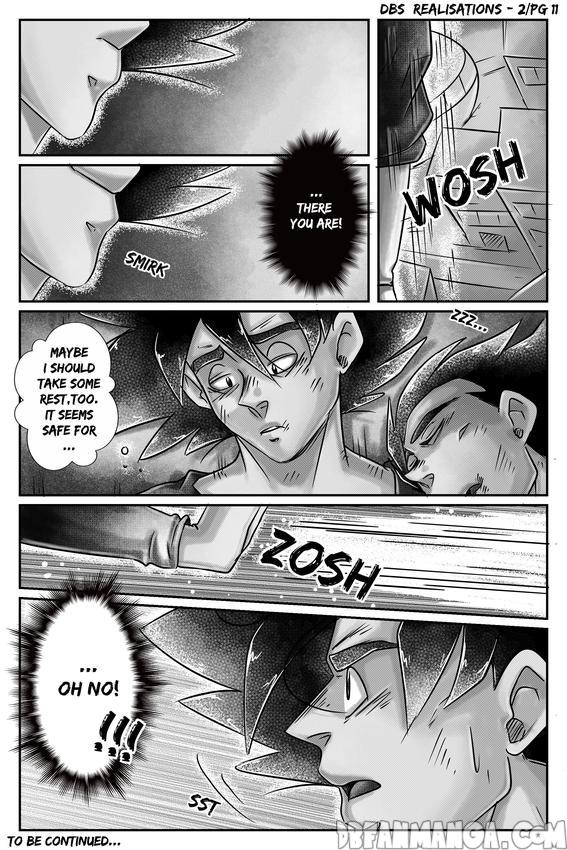 DBS REALISATIONS - 2/PG 11
...
THERE
YOU ARE!
SMIRK
WOSH
MAYBE
I SHOULD
TAKE SOME
REST,TOO.
IT SEEMS
SAFE FOR
...
ZZZ...
ZOSH
...
OH NO!
!!!
SST
TO BE CONTINUED...
DBFANMANGA.COM